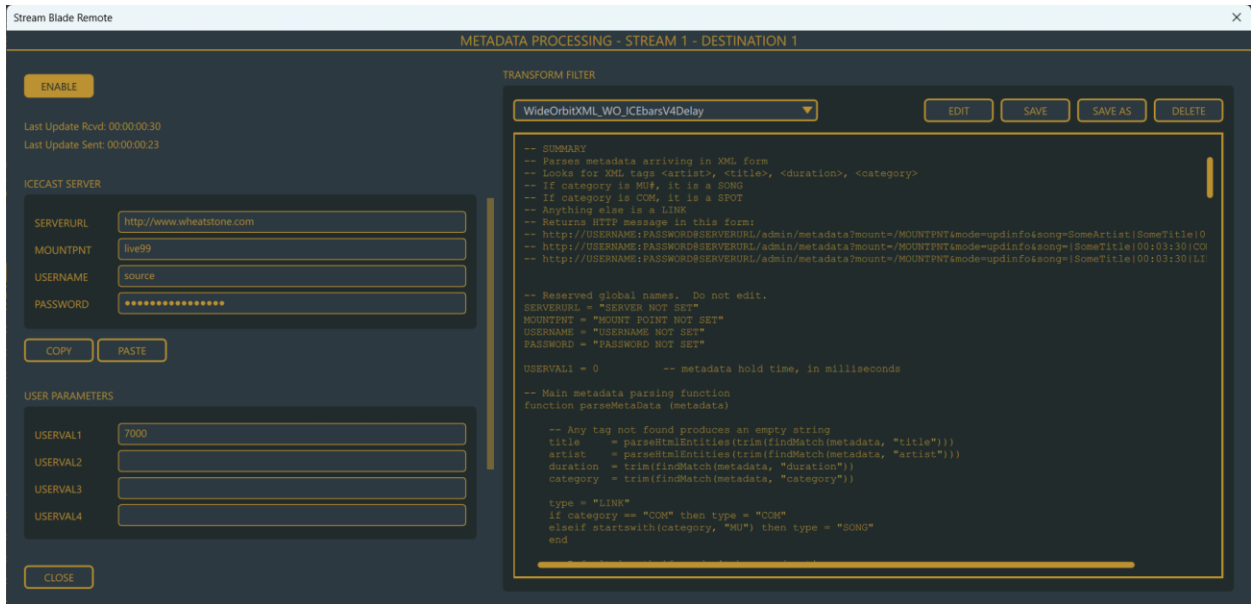 Stream Blade Remote
METADATA PROCESSING - STREAM 1 - DESTINATION 1
ENABLE
Last Update Rcvd: 00:00:00:30
Last Update Sent: 00:00:00:23
ICECAST SERVER
SERVERURL http://www.wheatstone.com
MOUNTPNT live99
USERNAME source
PASSWORD ••••••••••••••••
COPY PASTE
USER PARAMETERS
USERVAL1 7000
USERVAL2
USERVAL3
USERVAL4
CLOSE
TRANSFORM FILTER
WideOrbitXML_WO_ICEbarsV4Delay
EDIT SAVE SAVE AS DELETE
-- SUMMARY
-- Parses metadata arriving in XML form
-- Looks for XML tags <artist>, <title>, <duration>, <category>
-- If category is MU#, it is a SONG
-- If category is COM, it is a SPOT
-- Anything else is a LINK
-- Returns HTTP message in this form:
-- http://USERNAME:PASSWORD@SERVERURL/admin/metadata?mount=/MOUNTPNT&mode=updinfo&song=SomeArtist|SomeTitle|0
-- http://USERNAME:PASSWORD@SERVERURL/admin/metadata?mount=/MOUNTPNT&mode=updinfo&song=|SomeTitle|00:03:30|CO
-- http://USERNAME:PASSWORD@SERVERURL/admin/metadata?mount=/MOUNTPNT&mode=updinfo&song=|SomeTitle|00:03:30|LI
-- Reserved global names. Do not edit.
SERVERURL = "SERVER NOT SET"
MOUNTPNT = "MOUNT POINT NOT SET"
USERNAME = "USERNAME NOT SET"
PASSWORD = "PASSWORD NOT SET"
USERVAL1 = 0 -- metadata hold time, in milliseconds
-- Main metadata parsing function
function parseMetaData (metadata)
-- Any tag not found produces an empty string
title = parseHtmlEntities(trim(findMatch(metadata, "title")))
artist = parseHtmlEntities(trim(findMatch(metadata, "artist")))
duration = trim(findMatch(metadata, "duration"))
category = trim(findMatch(metadata, "category"))
type = "LINK"
if category == "COM" then type = "COM"
elseif startswith(category, "MU") then type = "SONG"
end